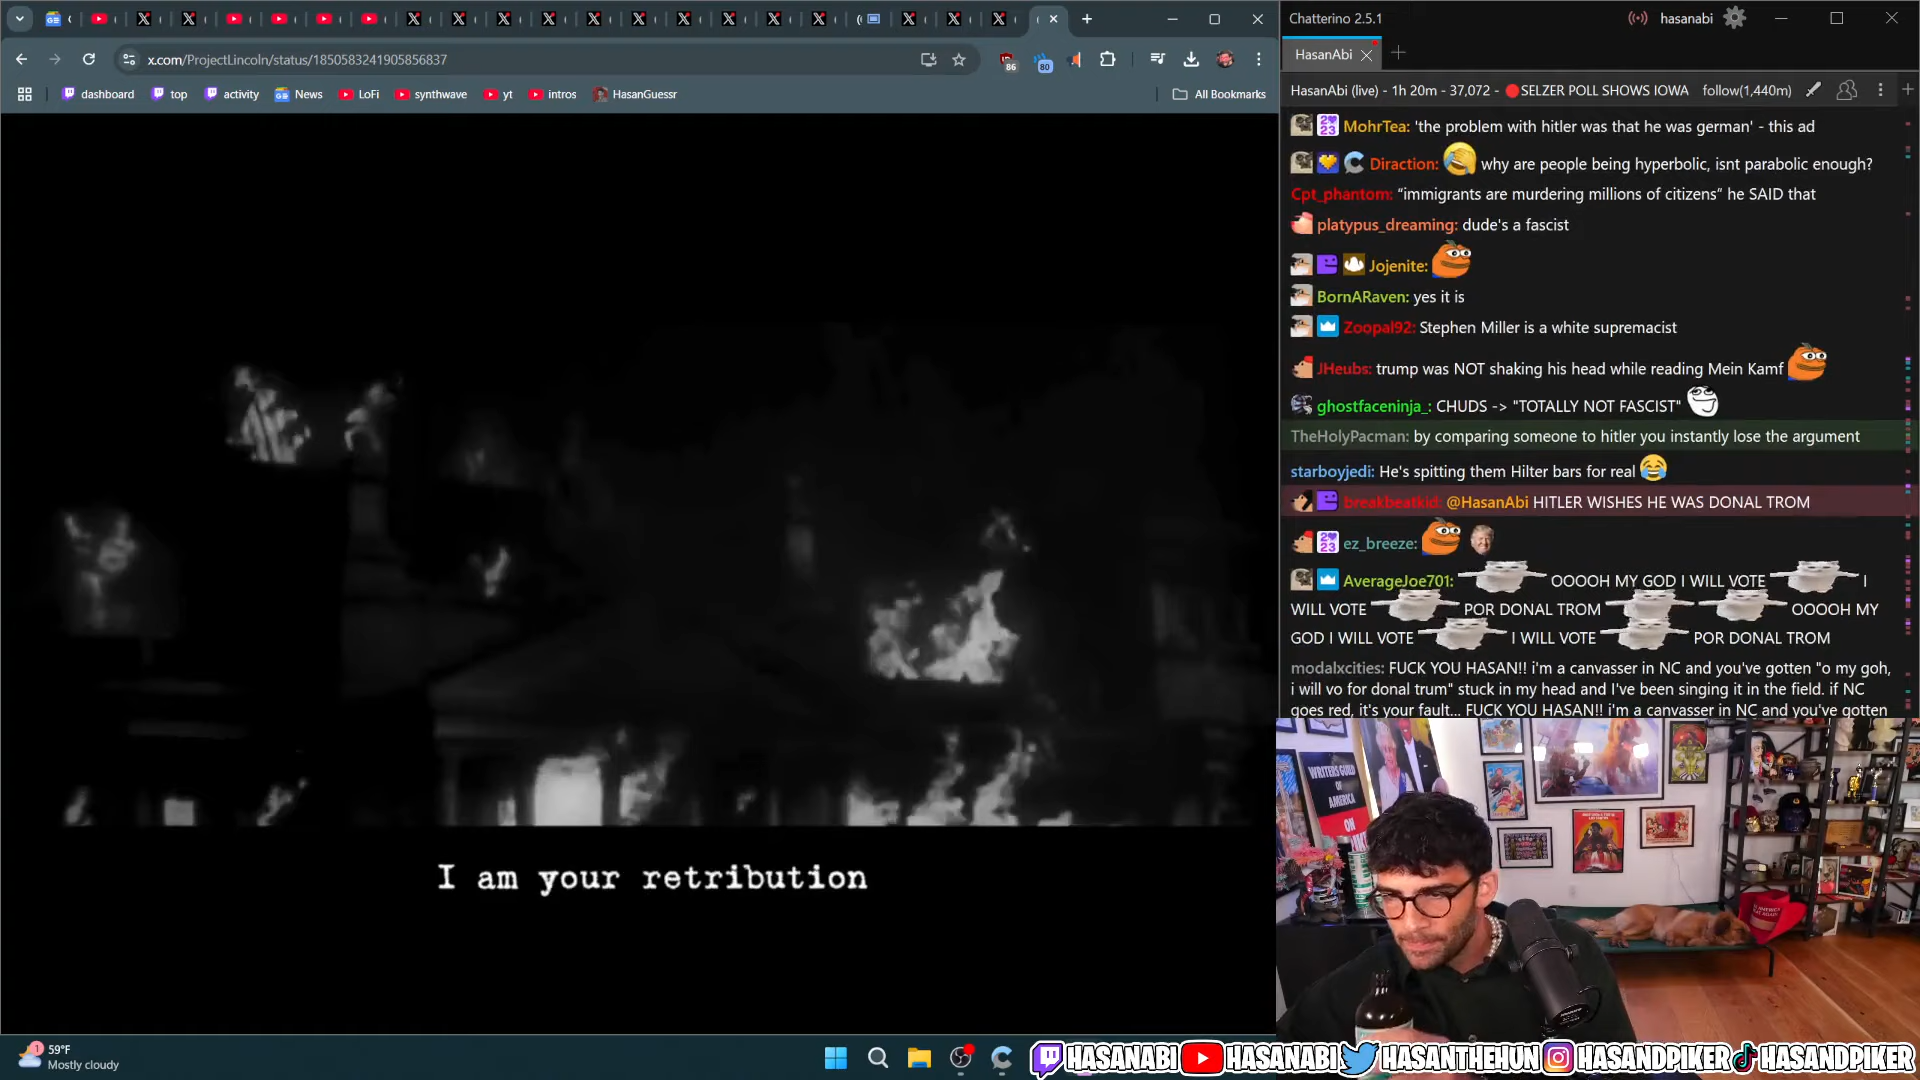 x.com/ProjectLincoln/status/1850583241905856837
86
80
dashboard
top
activity
News
LoFi
synthwave
yt
intros
HasanGuessr
All Bookmarks
I am your retribution
Chatterino 2.5.1
hasanabi
HasanAbi
HasanAbi (live) - 1h 20m - 37,072 - 🔴SELZER POLL SHOWS IOWA
follow(1,440m)
MohrTea: 'the problem with hitler was that he was german' - this ad
Diraction: why are people being hyperbolic, isnt parabolic enough?
Cpt_phantom: “immigrants are murdering millions of citizens” he SAID that
platypus_dreaming: dude's a fascist
Jojenite:
BornARaven: yes it is
Zoopal92: Stephen Miller is a white supremacist
JHeubs: trump was NOT shaking his head while reading Mein Kamf
ghostfaceninja_: CHUDS -> "TOTALLY NOT FASCIST"
TheHolyPacman: by comparing someone to hitler you instantly lose the argument
starboyjedi: He's spitting them Hilter bars for real
breakbeatkid: @HasanAbi HITLER WISHES HE WAS DONAL TROM
ez_breeze:
AverageJoe701: OOOOH MY GOD I WILL VOTE I
WILL VOTE POR DONAL TROM OOOOH MY
GOD I WILL VOTE I WILL VOTE POR DONAL TROM
modalxcities: FUCK YOU HASAN!! i'm a canvasser in NC and you've gotten "o my goh,
i will vo for donal trum" stuck in my head and I've been singing it in the field. if NC
goes red, it's your fault... FUCK YOU HASAN!! i'm a canvasser in NC and you've gotten
WRITERS GUILD
OF
AMERICA
ON
1
59°F
Mostly cloudy
HASANABI
HASANABI
HASANTHEHUN
HASANDPIKER
HASANDPIKER